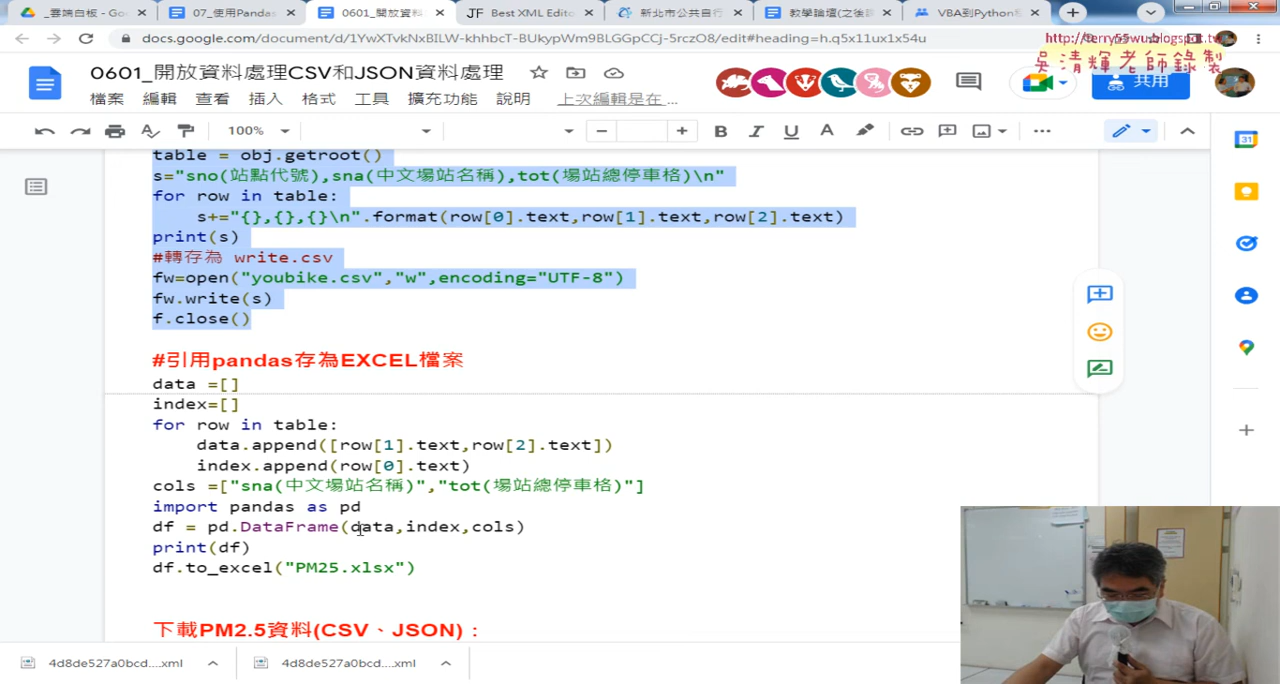 _雲端白板 - Go
07_使用Panda
0601_開放資料
JF Best XML Edito
新北市公共自行
教學論壇(之後
VBA到Python
docs.google.com/document/d/1YwXTvkNxBILW-khhbcT-BUkypWm9BLGGpCCj-5rczO8/edit#heading=h.q5x11ux1x54u
http://terry55wu.blogspot.tw
吳清輝老師錄製
0601_開放資料處理CSV和JSON資料處理
共用
檔案 編輯 查看 插入 格式 工具 擴充功能 說明 上次編輯是在 ...
100%
B I U A
31
table = obj.getroot()
s="sno(站點代號),sna(中文場站名稱),tot(場站總停車格)\n"
for row in table:
s+="{},{},{}\n".format(row[0].text,row[1].text,row[2].text)
print(s)
#轉存為 write.csv
fw=open("youbike.csv","w",encoding="UTF-8")
fw.write(s)
f.close()
#引用pandas存為EXCEL檔案
data =[]
index=[]
for row in table:
data.append([row[1].text,row[2].text])
index.append(row[0].text)
cols =["sna(中文場站名稱)","tot(場站總停車格)"]
import pandas as pd
df = pd.DataFrame(data,index,cols)
print(df)
df.to_excel("PM25.xlsx")
下載PM2.5資料(CSV、JSON)：
4d8de527a0bcd....xml
4d8de527a0bcd....xml